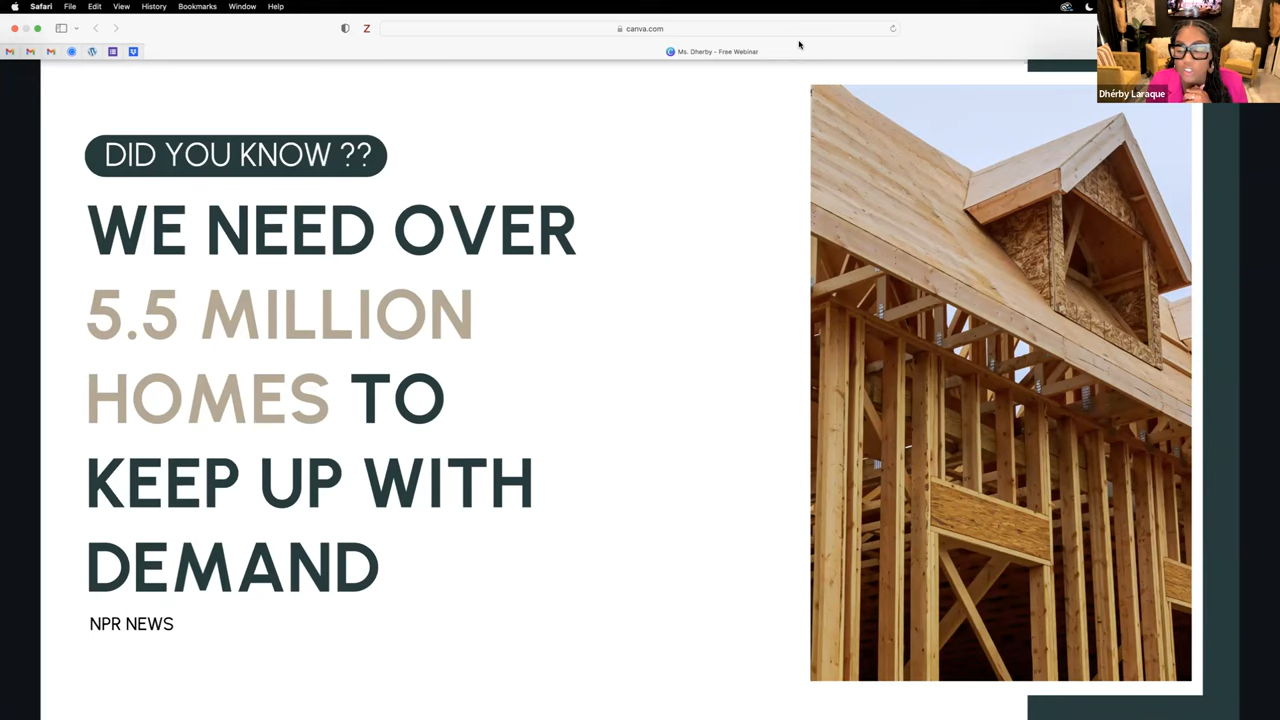 Safari File Edit View History Bookmarks Window Help
canva.com
Ms. Dherby - Free Webinar
Dhérby Laraque
DID YOU KNOW ??
WE NEED OVER
5.5 MILLION
HOMES TO
KEEP UP WITH
DEMAND
NPR NEWS